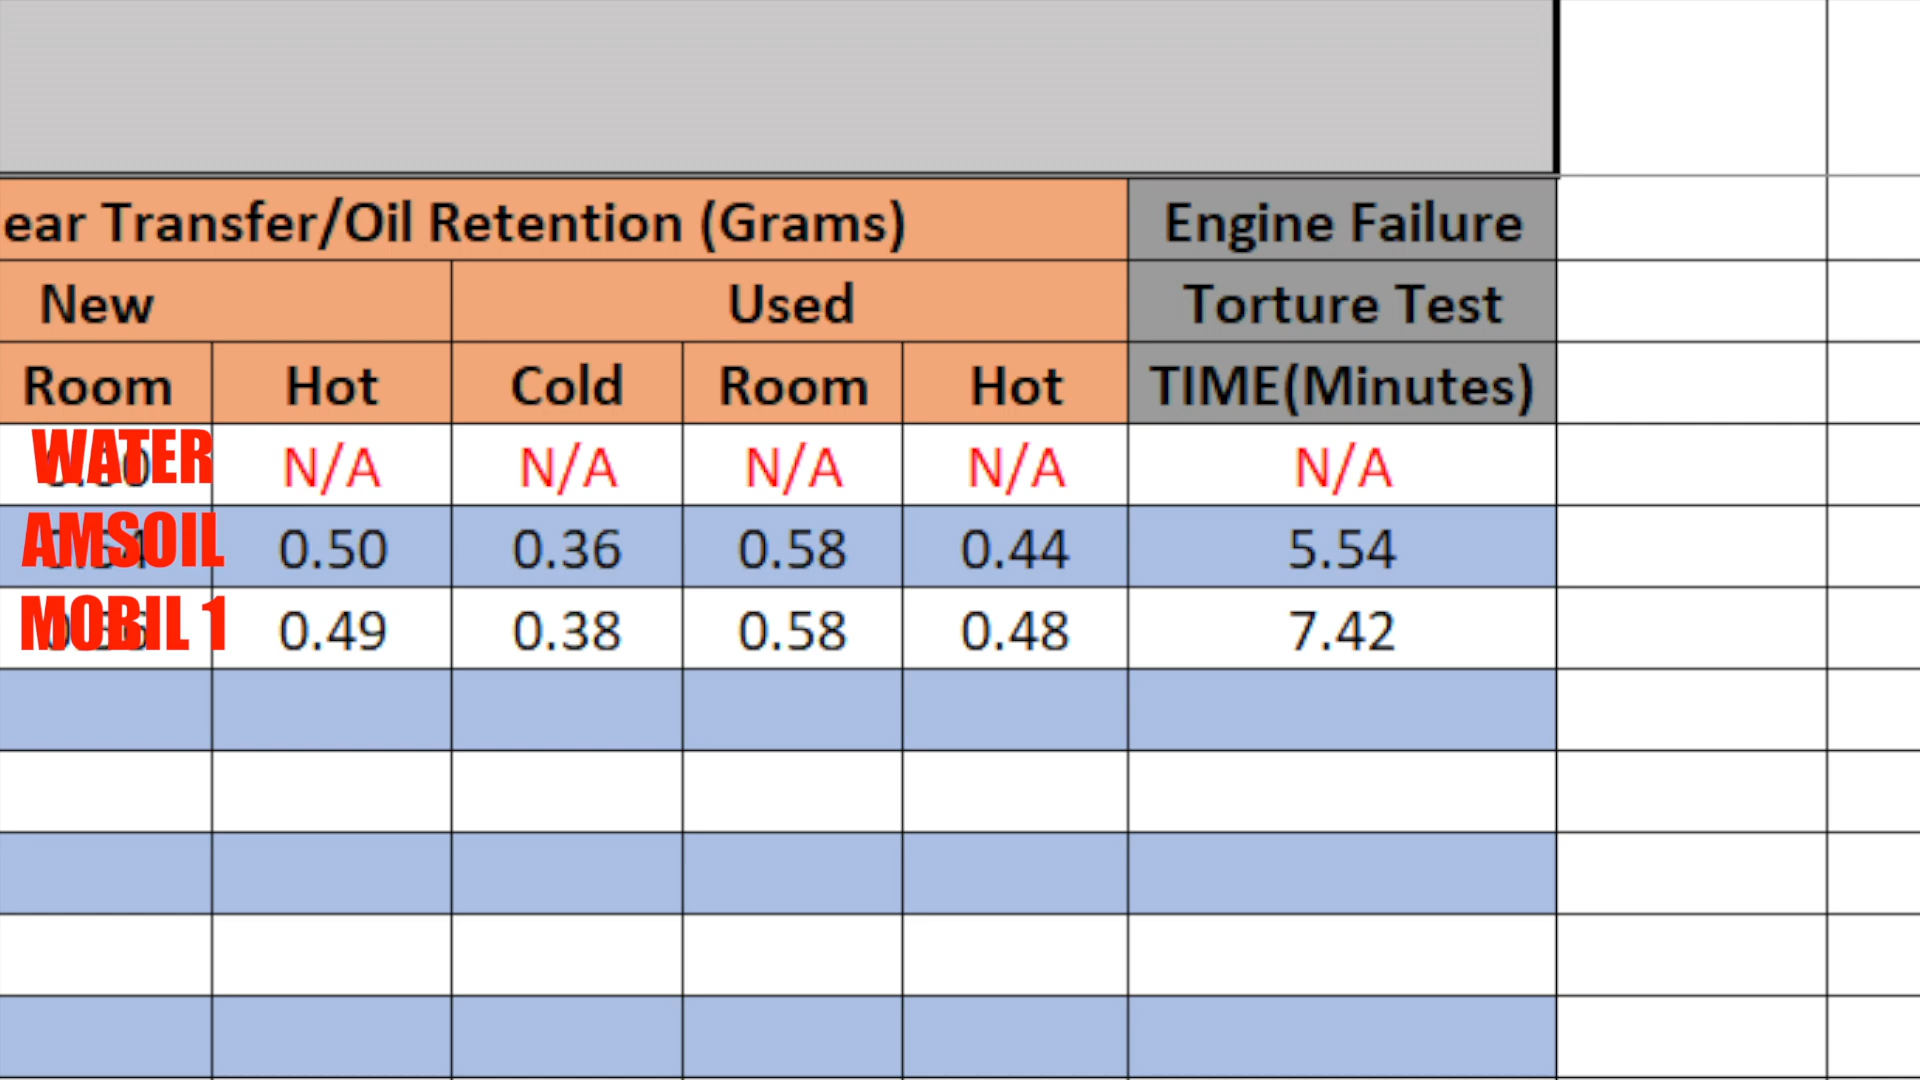 ear Transfer/Oil Retention (Grams) Engine Failure
New Used Torture Test
Room Hot Cold Room Hot TIME(Minutes)
WATER N/A N/A N/A N/A N/A
AMSOIL 0.50 0.36 0.58 0.44 5.54
MOBIL 1 0.49 0.38 0.58 0.48 7.42